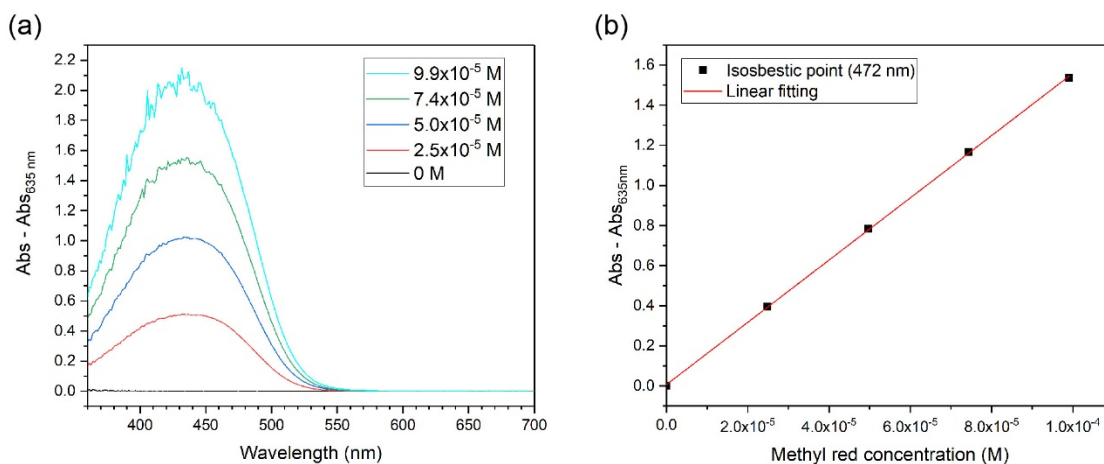 (a)
Abs - Abs635 nm
2.2
2.0
1.8
1.6
1.4
1.2
1.0
0.8
0.6
0.4
0.2
0.0
9.9x10⁻⁵ M
7.4x10⁻⁵ M
5.0x10⁻⁵ M
2.5x10⁻⁵ M
0 M
400 450 500 550 600 650 700
Wavelength (nm)
(b)
Abs - Abs635nm
1.6
1.4
1.2
1.0
0.8
0.6
0.4
0.2
0.0
Isosbestic point (472 nm)
Linear fitting
0.0 2.0x10⁻⁵ 4.0x10⁻⁵ 6.0x10⁻⁵ 8.0x10⁻⁵ 1.0x10⁻⁴
Methyl red concentration (M)